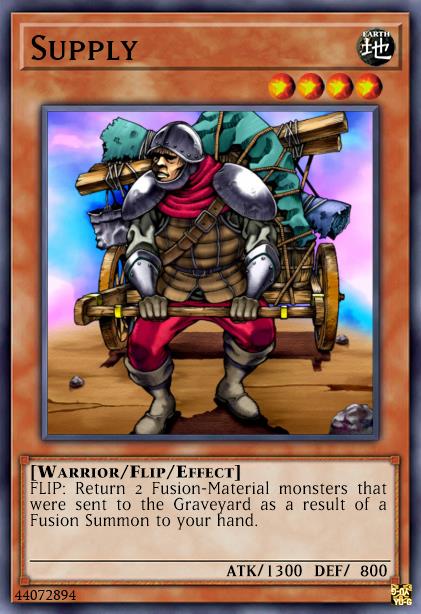 Supply
EARTH
地
[Warrior/Flip/Effect]
FLIP: Return 2 Fusion-Material monsters that
were sent to the Graveyard as a result of a
Fusion Summon to your hand.
ATK/1300 DEF/ 800
44072894